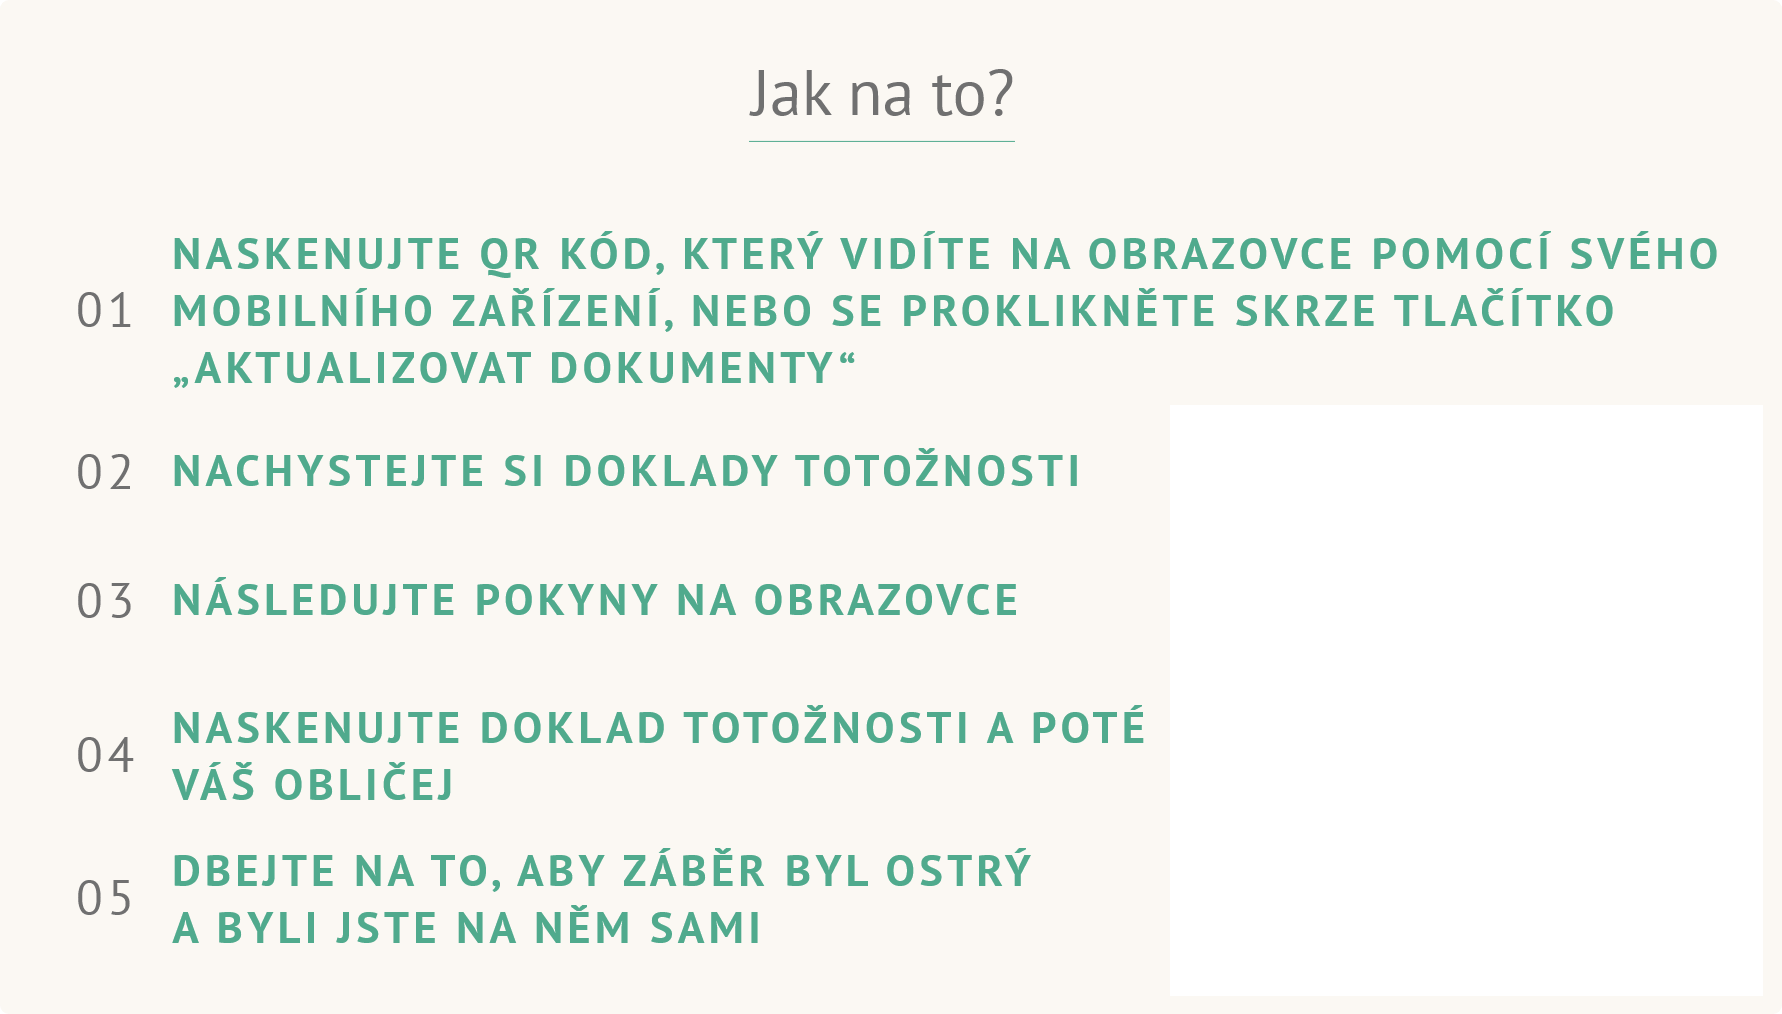 Jak na to?
01
NASKENUJTE QR KÓD, KTERÝ VIDÍTE NA OBRAZOVCE POMOCÍ SVÉHO
MOBILNÍHO ZAŘÍZENÍ, NEBO SE PROKLIKNĚTE SKRZE TLAČÍTKO
„AKTUALIZOVAT DOKUMENTY“
02
NACHYSTEJTE SI DOKLADY TOTOŽNOSTI
03
NÁSLEDUJTE POKYNY NA OBRAZOVCE
04
NASKENUJTE DOKLAD TOTOŽNOSTI A POTÉ
VÁŠ OBLIČEJ
05
DBEJTE NA TO, ABY ZÁBĚR BYL OSTRÝ
A BYLI JSTE NA NĚM SAMI